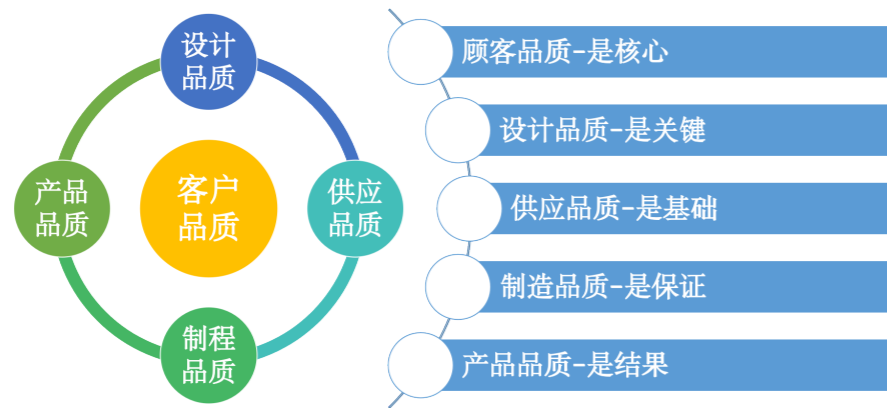 设计
品质
产品
品质
客户
品质
供应
品质
制程
品质
顾客品质-是核心
设计品质-是关键
供应品质-是基础
制造品质-是保证
产品品质-是结果